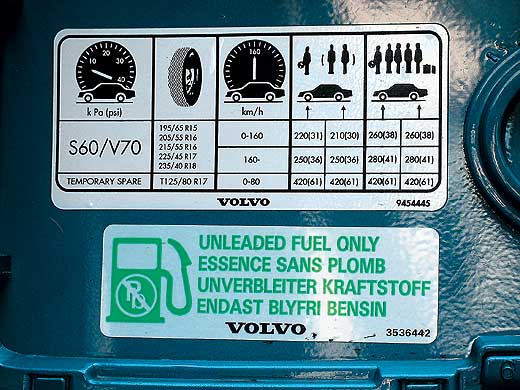 10 20 30 40
160
k Pa (psi) km/h
S60/V70
195/65 R15
205/55 R16
215/55 R16
225/45 R17
235/40 R18
0-160 220(31) 210(30) 260(38) 260(38)
160- 250(36) 250(36) 280(41) 280(41)
TEMPORARY SPARE T125/80 R17 0-80 420(61) 420(61) 420(61) 420(61)
VOLVO 9454445
UNLEADED FUEL ONLY
ESSENCE SANS PLOMB
UNVERBLEITER KRAFTSTOFF
ENDAST BLYFRI BENSIN
VOLVO 3536442